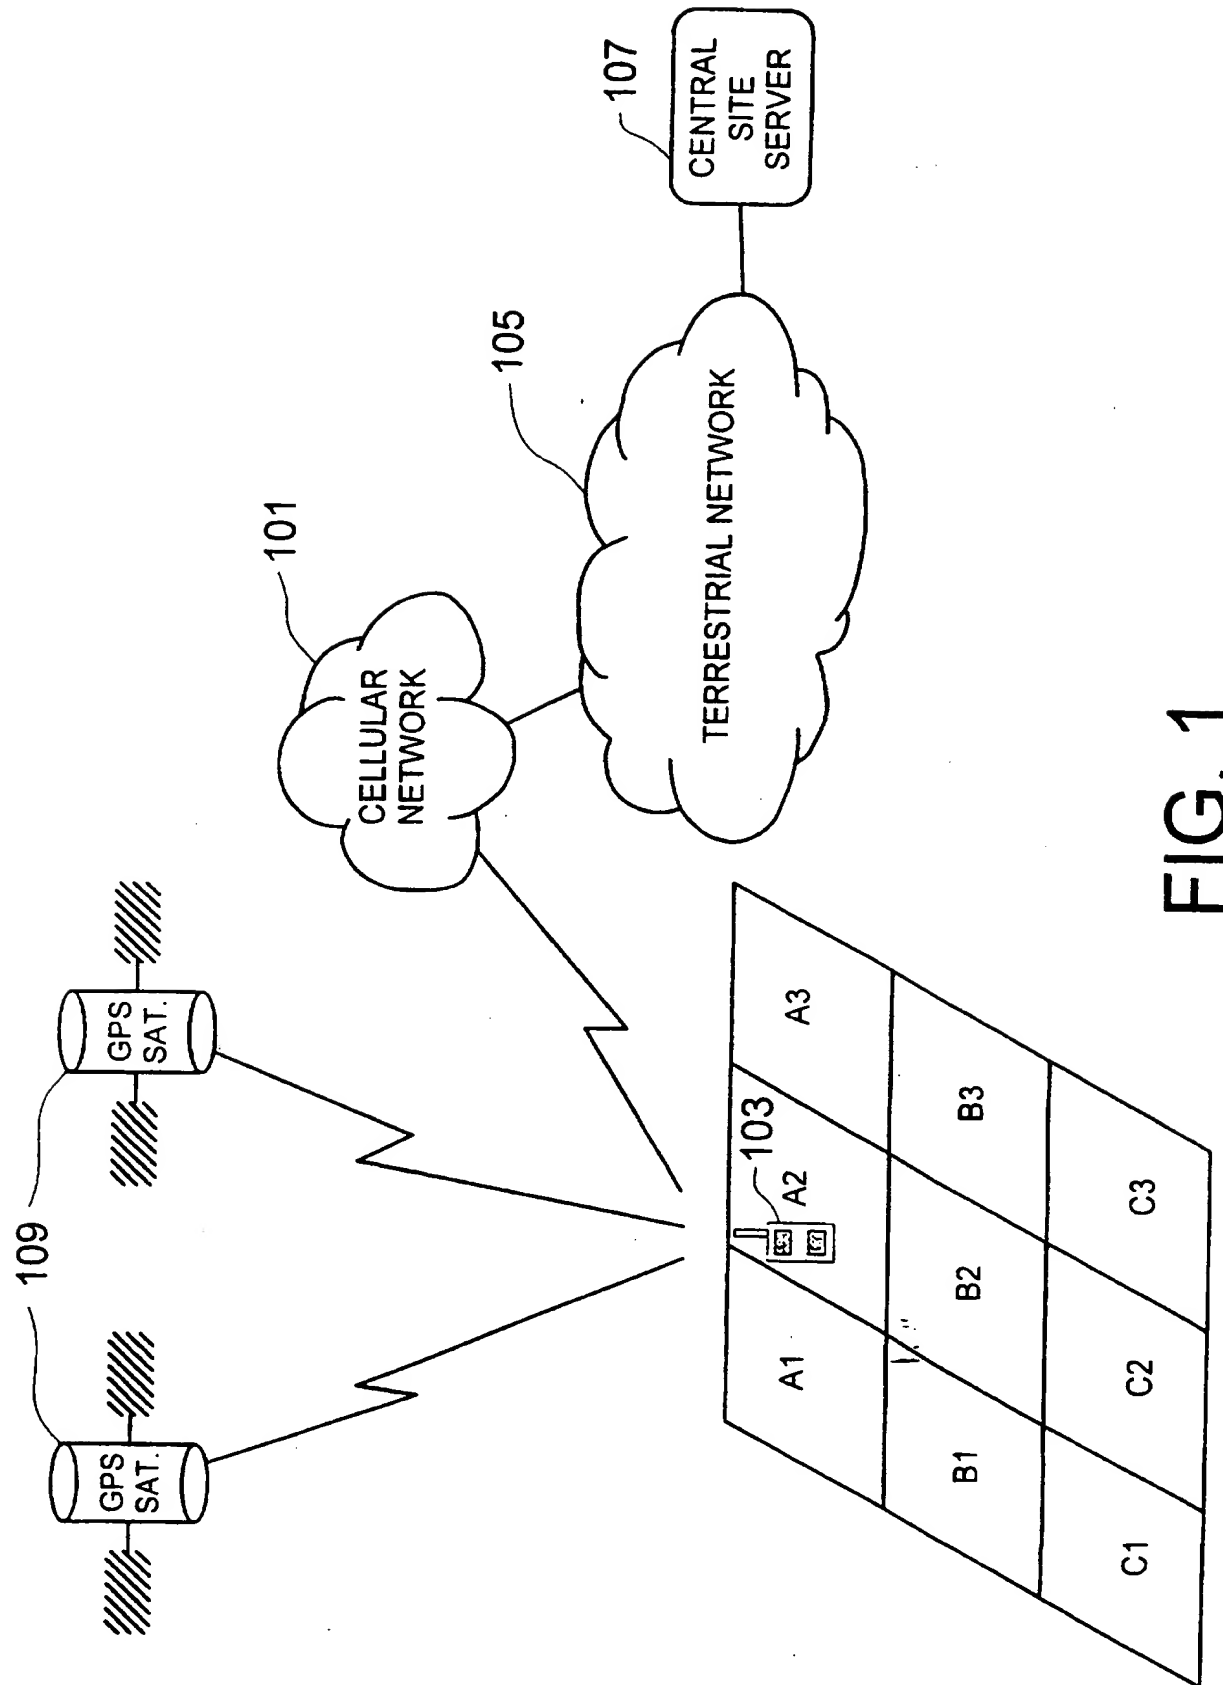 109
GPS
SAT.
GPS
SAT.
101
CELLULAR
NETWORK
105
TERRESTRIAL NETWORK
107
CENTRAL
SITE
SERVER
103
A1
A2
A3
B1
B2
B3
C1
C2
C3
FIG. 1